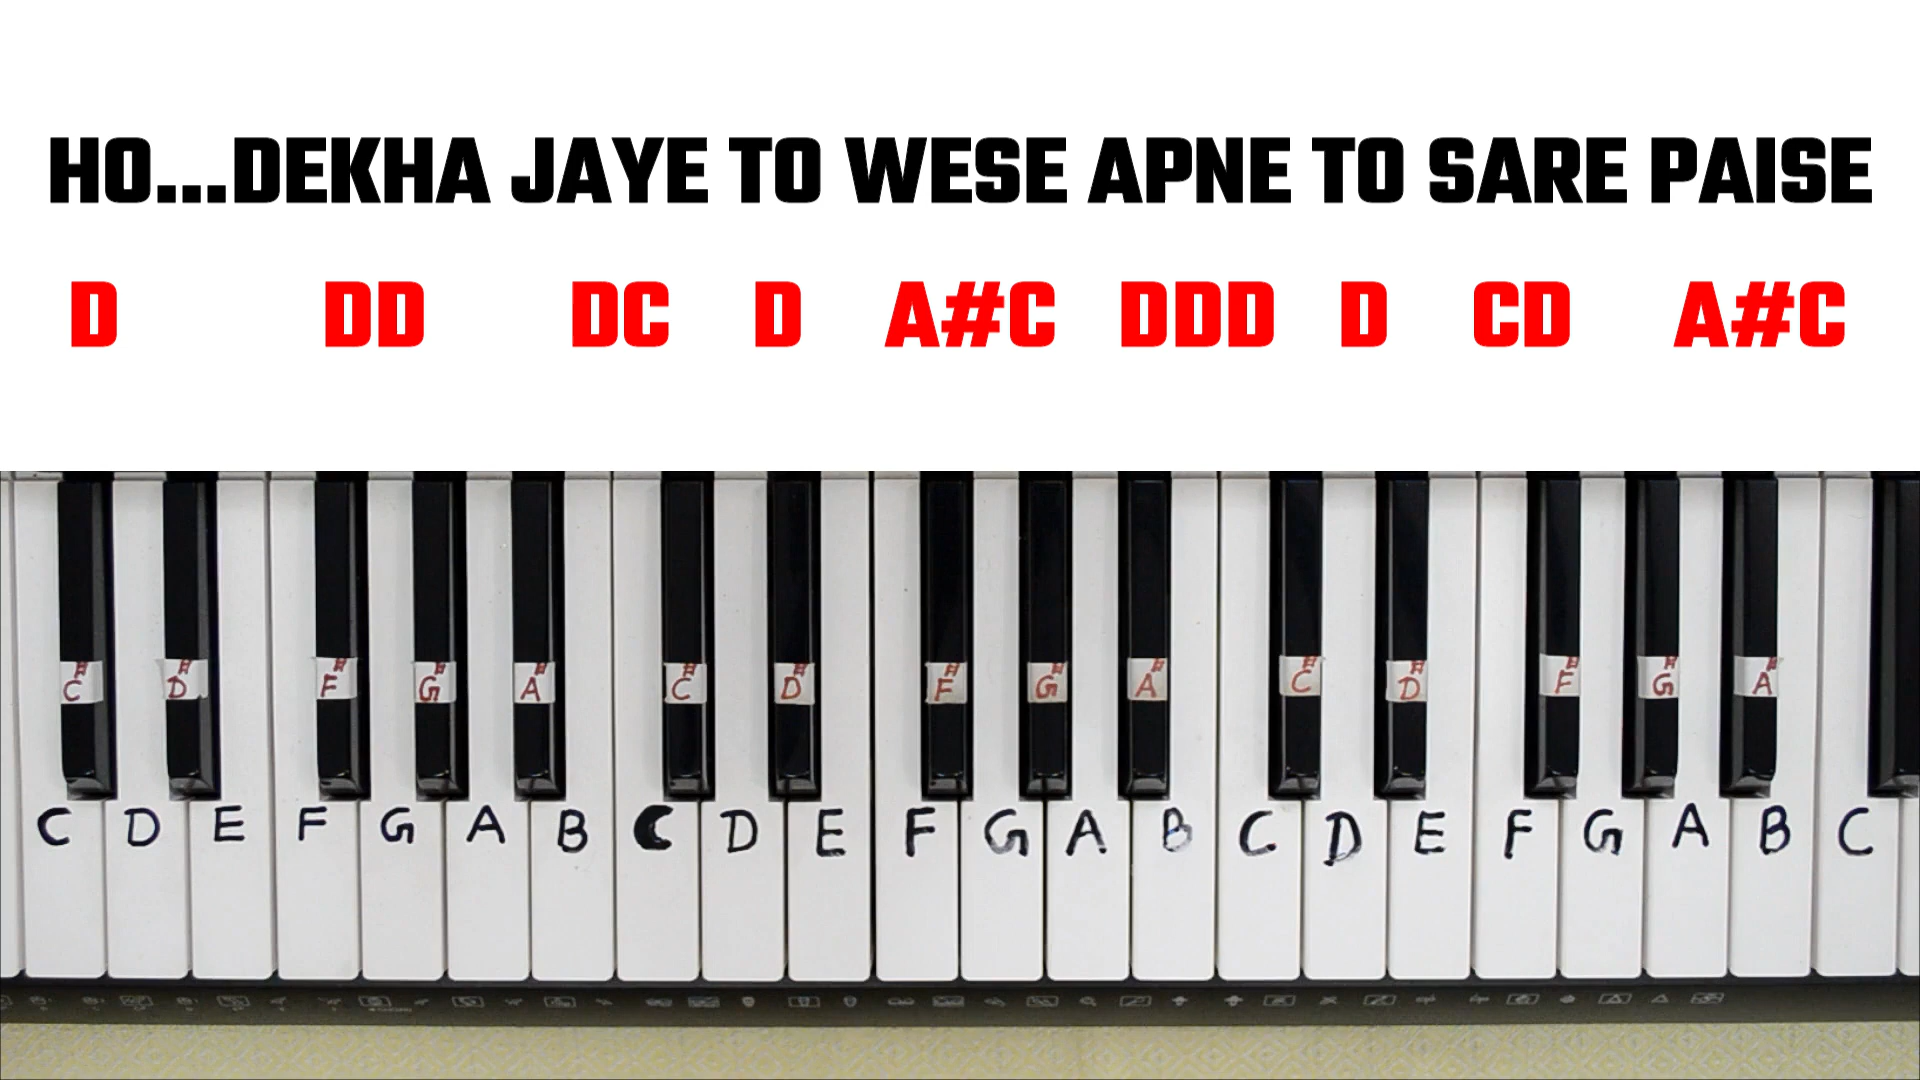 HO...DEKHA JAYE TO WESE APNE TO SARE PAISE
D DD DC D A#C DDD D CD A#C
C# D# F# G# A# C# D# F# G# A# C# D# F# G# A#
C D E F G A B C D E F G A B C D E F G A B C